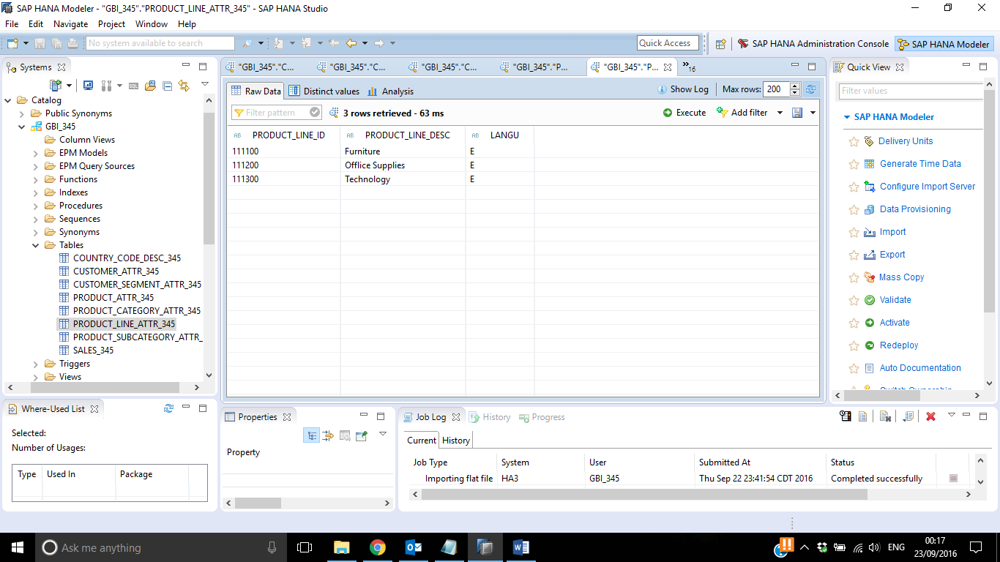 SAP HANA Modeler - "GBI_345"."PRODUCT_LINE_ATTR_345" - SAP HANA Studio
File Edit Navigate Project Window Help
No system available to search
Quick Access
SAP HANA Administration Console
SAP HANA Modeler
Systems
SQL
Catalog
Public Synonyms
GBI_345
Column Views
EPM Models
EPM Query Sources
Functions
Indexes
Procedures
Sequences
Synonyms
Tables
COUNTRY_CODE_DESC_345
CUSTOMER_ATTR_345
CUSTOMER_SEGMENT_ATTR_345
PRODUCT_ATTR_345
PRODUCT_CATEGORY_ATTR_345
PRODUCT_LINE_ATTR_345
PRODUCT_SUBCATEGORY_ATTR_
SALES_345
Triggers
Views
"GBI_345"."C... "GBI_345"."C... "GBI_345"."C... "GBI_345"."P... "GBI_345"."P... »16
Raw Data Distinct values Analysis
Show Log Max rows: 200
Filter pattern
3 rows retrieved - 63 ms
Execute Add filter
AB PRODUCT_LINE_ID AB PRODUCT_LINE_DESC AB LANGU
111100 Furniture E
111200 Offlice Supplies E
111300 Technology E
Quick View
Filter values
SAP HANA Modeler
Delivery Units
Generate Time Data
Configure Import Server
Data Provisioning
Import
Export
Mass Copy
Validate
Activate
Redeploy
Auto Documentation
Switch Ownership
Where-Used List
Selected:
Number of Usages:
Type Used In Package
Properties
Property
Job Log History Progress
Current History
Job Type System User Submitted At Status
Importing flat file HA3 GBI_345 Thu Sep 22 23:41:54 CDT 2016 Completed successfully
Ask me anything
ENG
00:17
23/09/2016